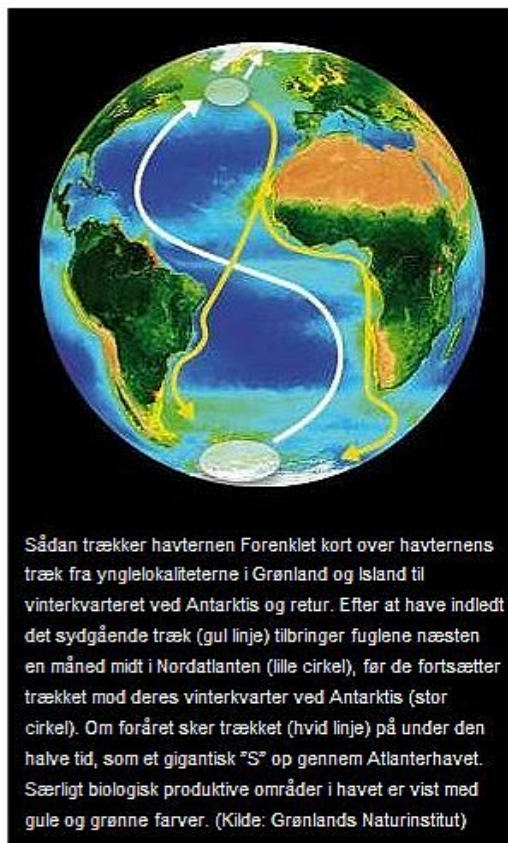 Sådan trækker havternen Forenklet kort over havternens
træk fra ynglelokaliteterne i Grønland og Island til
vinterkvarteret ved Antarktis og retur. Efter at have indledt
det sydgående træk (gul linje) tilbringer fuglene næsten
en måned midt i Nordatlanten (lille cirkel), før de fortsætter
trækket mod deres vinterkvarter ved Antarktis (stor
cirkel). Om foråret sker trækket (hvid linje) på under den
halve tid, som et gigantisk ”S” op gennem Atlanterhavet.
Særligt biologisk produktive områder i havet er vist med
gule og grønne farver. (Kilde: Grønlands Naturinstitut)